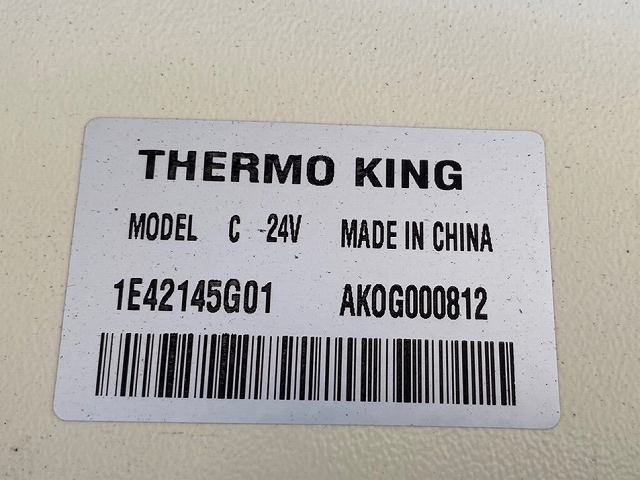 THERMO KING
MODEL C 24V MADE IN CHINA
1E42145G01 AKOG000812